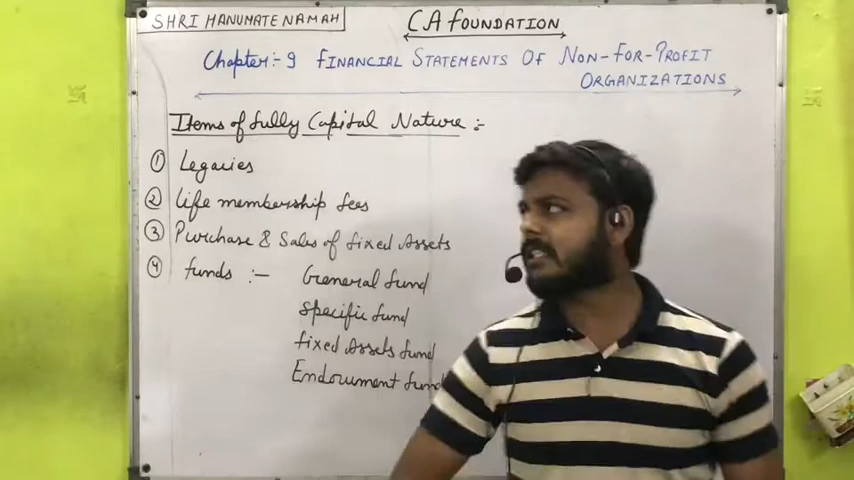 SHRI HANUMATE NAMAH
CA FOUNDATION
Chapter:- 9 FINANCIAL STATEMENTS OF NON-FOR-PROFIT
ORGANIZATIONS
Items of fully Capital Nature :-
① Legacies
② Life membership fees
③ Purchase & Sales of fixed Assets
④ funds :- General fund
Specific fund
fixed Assets fund
Endowment fund